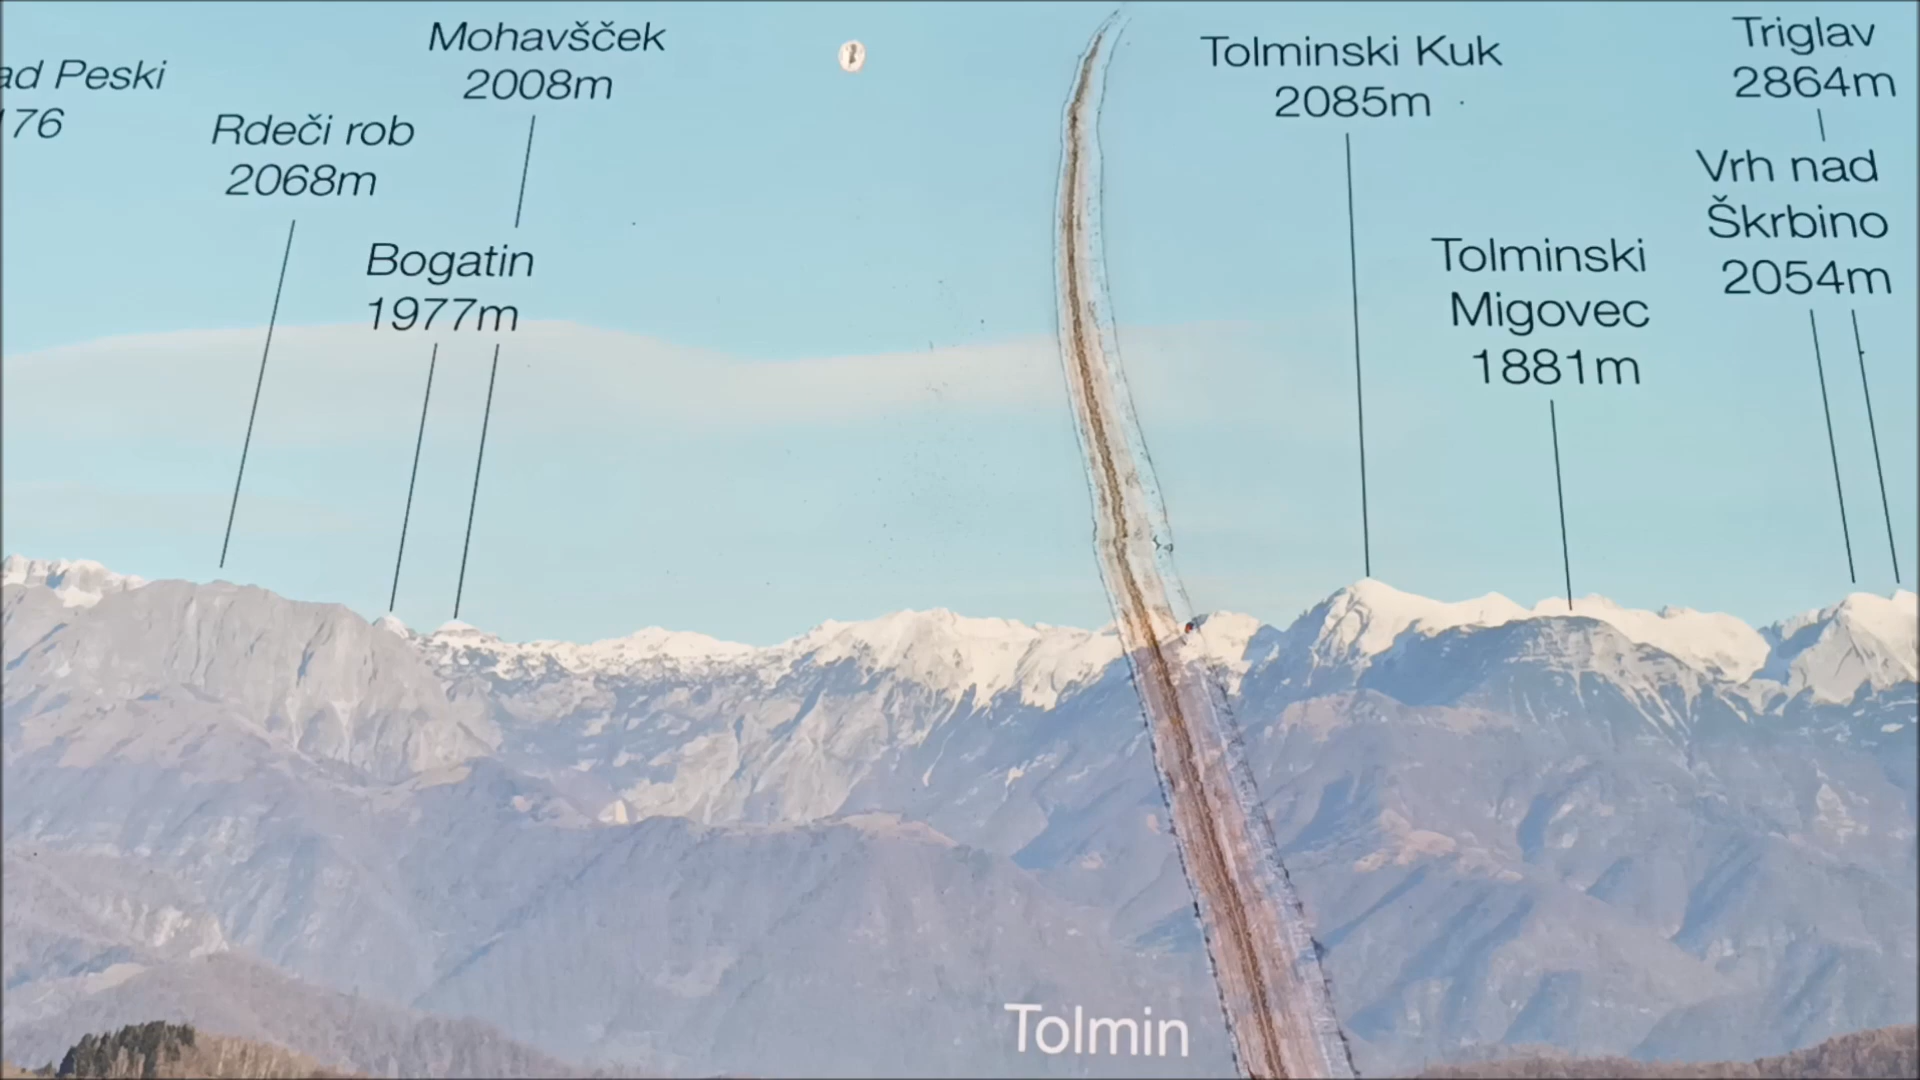 ad Peski
76
Rdeči rob
2068m
Mohavšček
2008m
Bogatin
1977m
Tolminski Kuk
2085m
Tolminski
Migovec
1881m
Triglav
2864m
Vrh nad
Škrbino
2054m
Tolmin